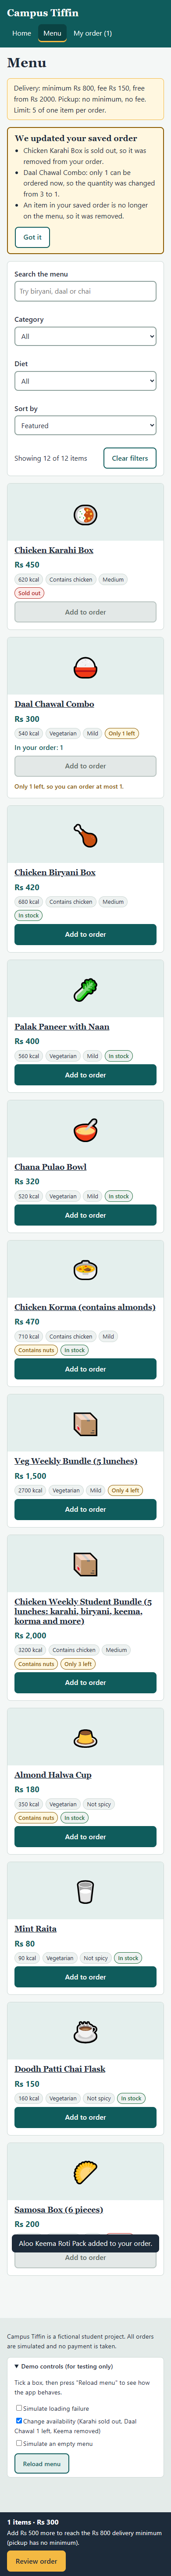 Campus Tiffin
Home Menu My order (1)
Menu
Delivery: minimum Rs 800, fee Rs 150, free
from Rs 2000. Pickup: no minimum, no fee.
Limit: 5 of one item per order.
We updated your saved order
Chicken Karahi Box is sold out, so it was
removed from your order.
Daal Chawal Combo: only 1 can be
ordered now, so the quantity was changed
from 3 to 1.
An item in your saved order is no longer
on the menu, so it was removed.
Got it
Search the menu
Try biryani, daal or chai
Category
All
Diet
All
Sort by
Featured
Showing 12 of 12 items Clear filters
Chicken Karahi Box
Rs 450
620 kcal Contains chicken Medium
Sold out
Add to order
Daal Chawal Combo
Rs 300
540 kcal Vegetarian Mild Only 1 left
In your order: 1
Add to order
Only 1 left, so you can order at most 1.
Chicken Biryani Box
Rs 420
680 kcal Contains chicken Medium
In stock
Add to order
Palak Paneer with Naan
Rs 400
560 kcal Vegetarian Mild In stock
Add to order
Chana Pulao Bowl
Rs 320
520 kcal Vegetarian Mild In stock
Add to order
Chicken Korma (contains almonds)
Rs 470
710 kcal Contains chicken Mild
Contains nuts In stock
Add to order
Veg Weekly Bundle (5 lunches)
Rs 1,500
2700 kcal Vegetarian Mild Only 4 left
Add to order
Chicken Weekly Student Bundle (5
lunches: karahi, biryani, keema,
korma and more)
Rs 2,000
3200 kcal Contains chicken Medium
Contains nuts Only 3 left
Add to order
Almond Halwa Cup
Rs 180
350 kcal Vegetarian Not spicy
Contains nuts In stock
Add to order
Mint Raita
Rs 80
90 kcal Vegetarian Not spicy In stock
Add to order
Doodh Patti Chai Flask
Rs 150
160 kcal Vegetarian Not spicy In stock
Add to order
Samosa Box (6 pieces)
Rs 200
Aloo Keema Roti Pack added to your order.
Add to order
Campus Tiffin is a fictional student project. All orders
are simulated and no payment is taken.
▼ Demo controls (for testing only)
Tick a box, then press "Reload menu" to see how
the app behaves.
Simulate loading failure
Change availability (Karahi sold out, Daal
Chawal 1 left, Keema removed)
Simulate an empty menu
Reload menu
1 items · Rs 300
Add Rs 500 more to reach the Rs 800 delivery minimum
(pickup has no minimum).
Review order